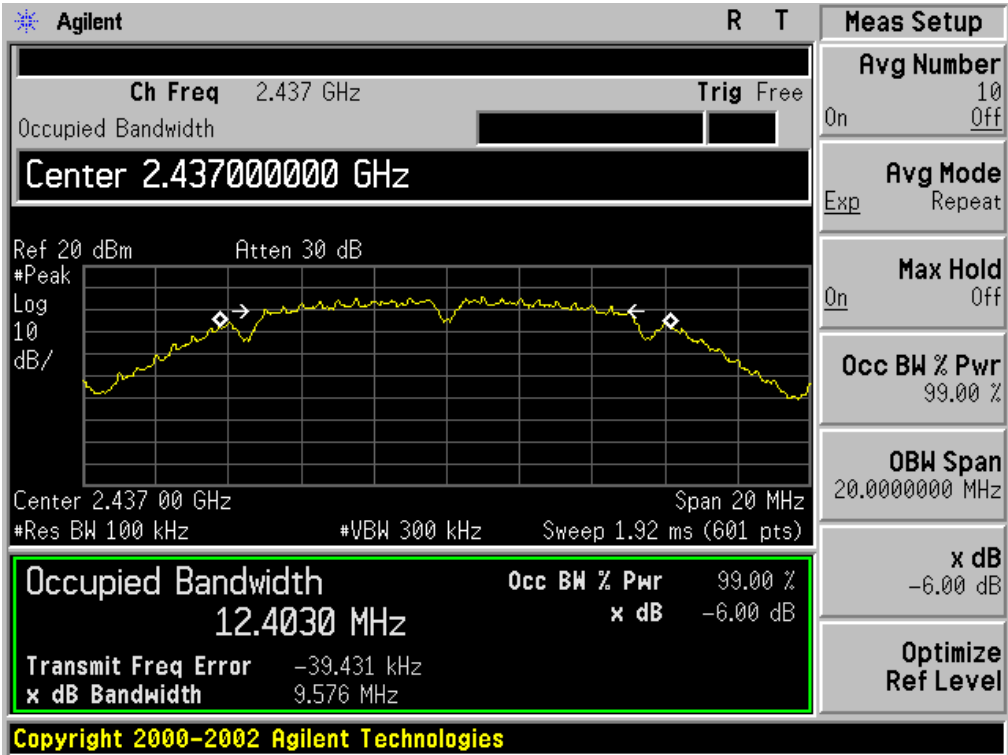 Agilent R T
Ch Freq 2.437 GHz Trig Free
Occupied Bandwidth
Center 2.437000000 GHz
Ref 20 dBm Atten 30 dB
#Peak
Log
10
dB/
Center 2.437 00 GHz Span 20 MHz
#Res BW 100 kHz #VBW 300 kHz Sweep 1.92 ms (601 pts)
Occupied Bandwidth Occ BW % Pwr 99.00 %
12.4030 MHz x dB -6.00 dB
Transmit Freq Error -39.431 kHz
x dB Bandwidth 9.576 MHz
Copyright 2000-2002 Agilent Technologies
Meas Setup
Avg Number
10
On Off
Avg Mode
Exp Repeat
Max Hold
On Off
Occ BW % Pwr
99.00 %
OBW Span
20.0000000 MHz
x dB
-6.00 dB
Optimize
Ref Level